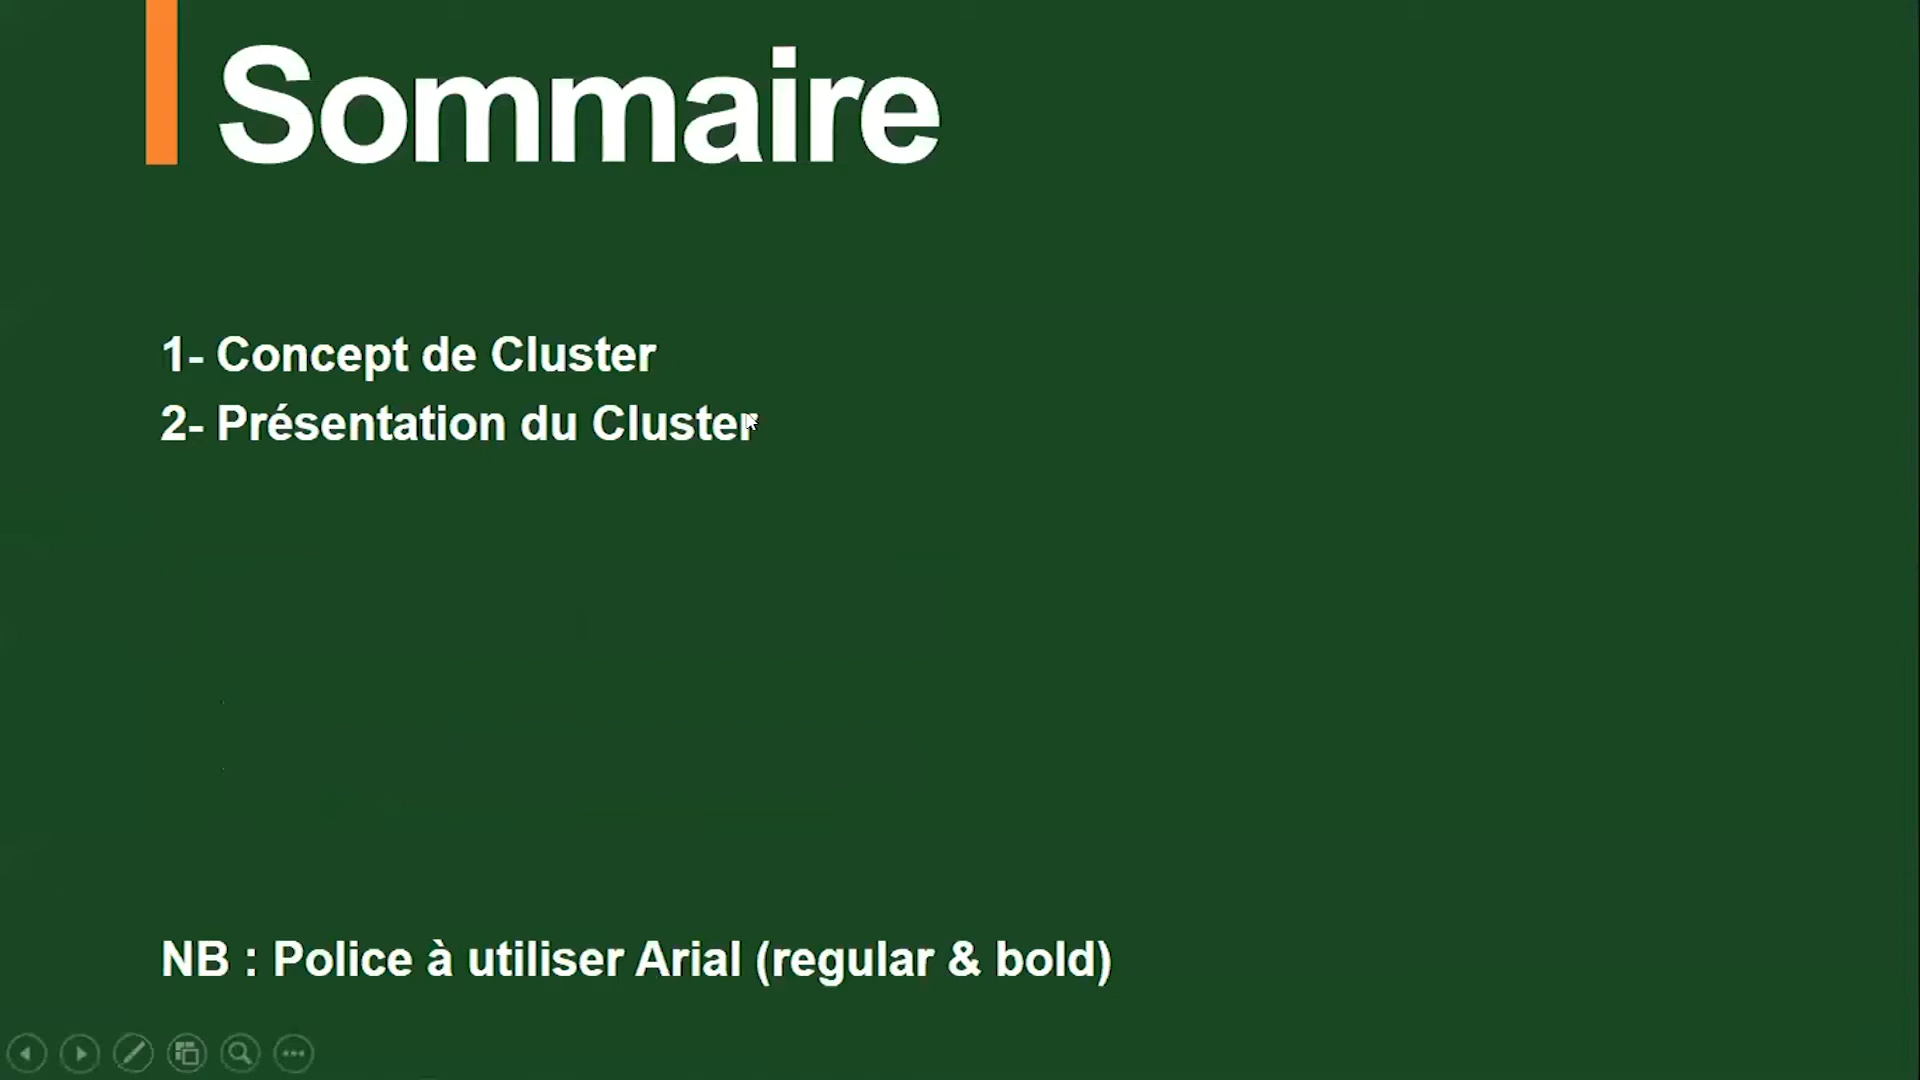 Sommaire
1- Concept de Cluster
2- Présentation du Cluster
NB : Police à utiliser Arial (regular & bold)